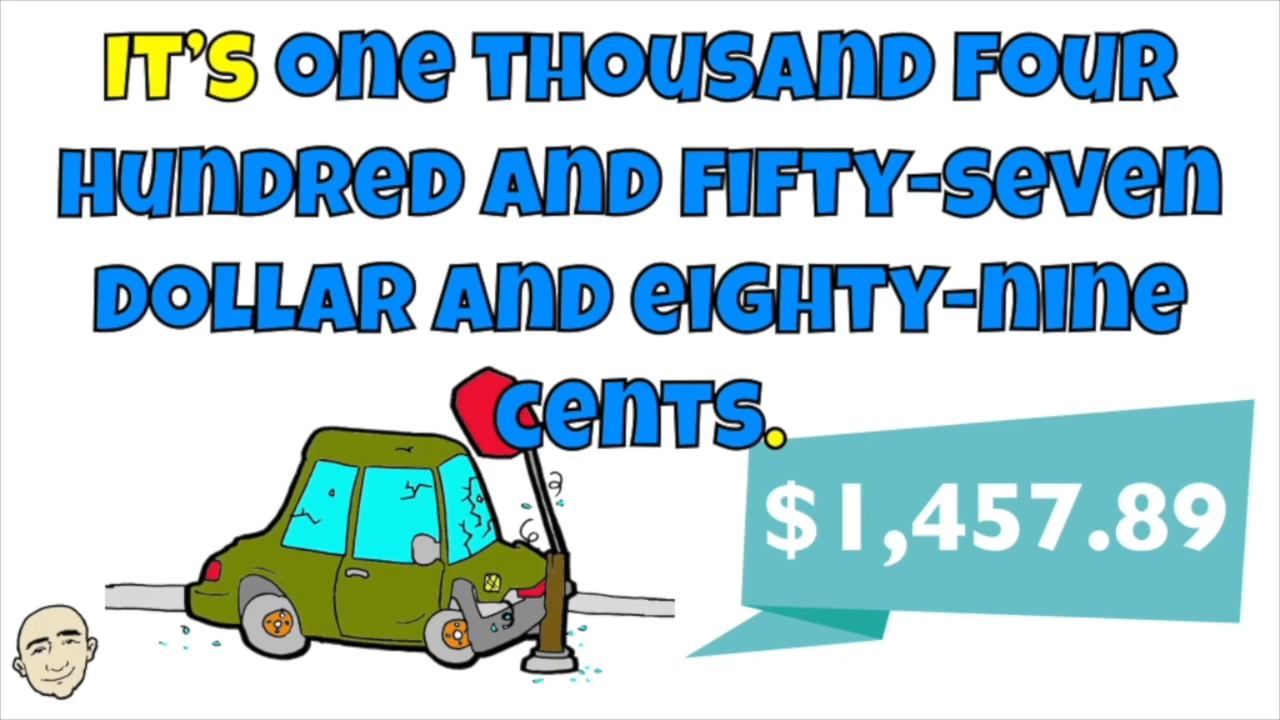 IT'S ONE THOUSAND FOUR
HUNDRED AND FIFTY-SEVEN
DOLLAR AND EIGHTY-NINE
CENTS.
$1,457.89